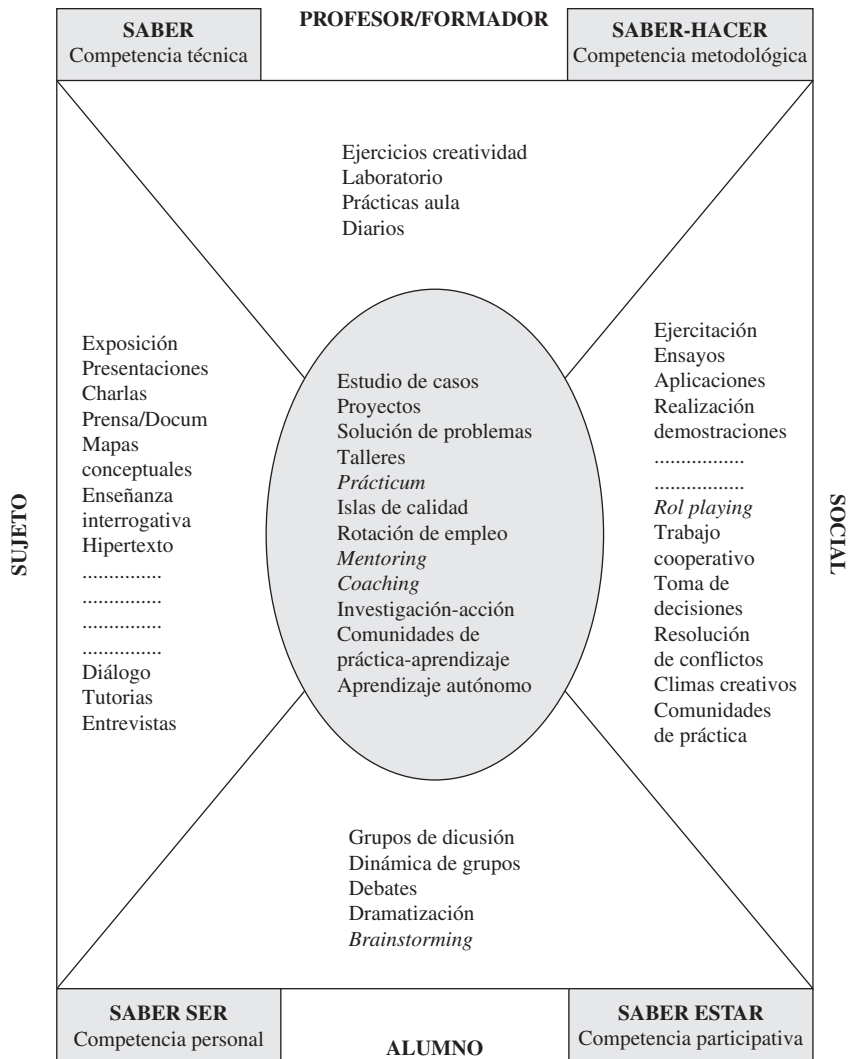 PROFESOR/FORMADOR
SABER
Competencia técnica
SABER-HACER
Competencia metodológica
Ejercicios creatividad
Laboratorio
Prácticas aula
Diarios
SUJETO
Exposición
Presentaciones
Charlas
Prensa/Docum
Mapas
conceptuales
Enseñanza
interrogativa
Hipertexto
...............
...............
...............
...............
Diálogo
Tutorias
Entrevistas
Estudio de casos
Proyectos
Solución de problemas
Talleres
Prácticum
Islas de calidad
Rotación de empleo
Mentoring
Coaching
Investigación-acción
Comunidades de
práctica-aprendizaje
Aprendizaje autónomo
Ejercitación
Ensayos
Aplicaciones
Realización
demostraciones
.................
.................
Rol playing
Trabajo
cooperativo
Toma de
decisiones
Resolución
de conflictos
Climas creativos
Comunidades
de práctica
SOCIAL
Grupos de dicusión
Dinámica de grupos
Debates
Dramatización
Brainstorming
SABER SER
Competencia personal
ALUMNO
SABER ESTAR
Competencia participativa